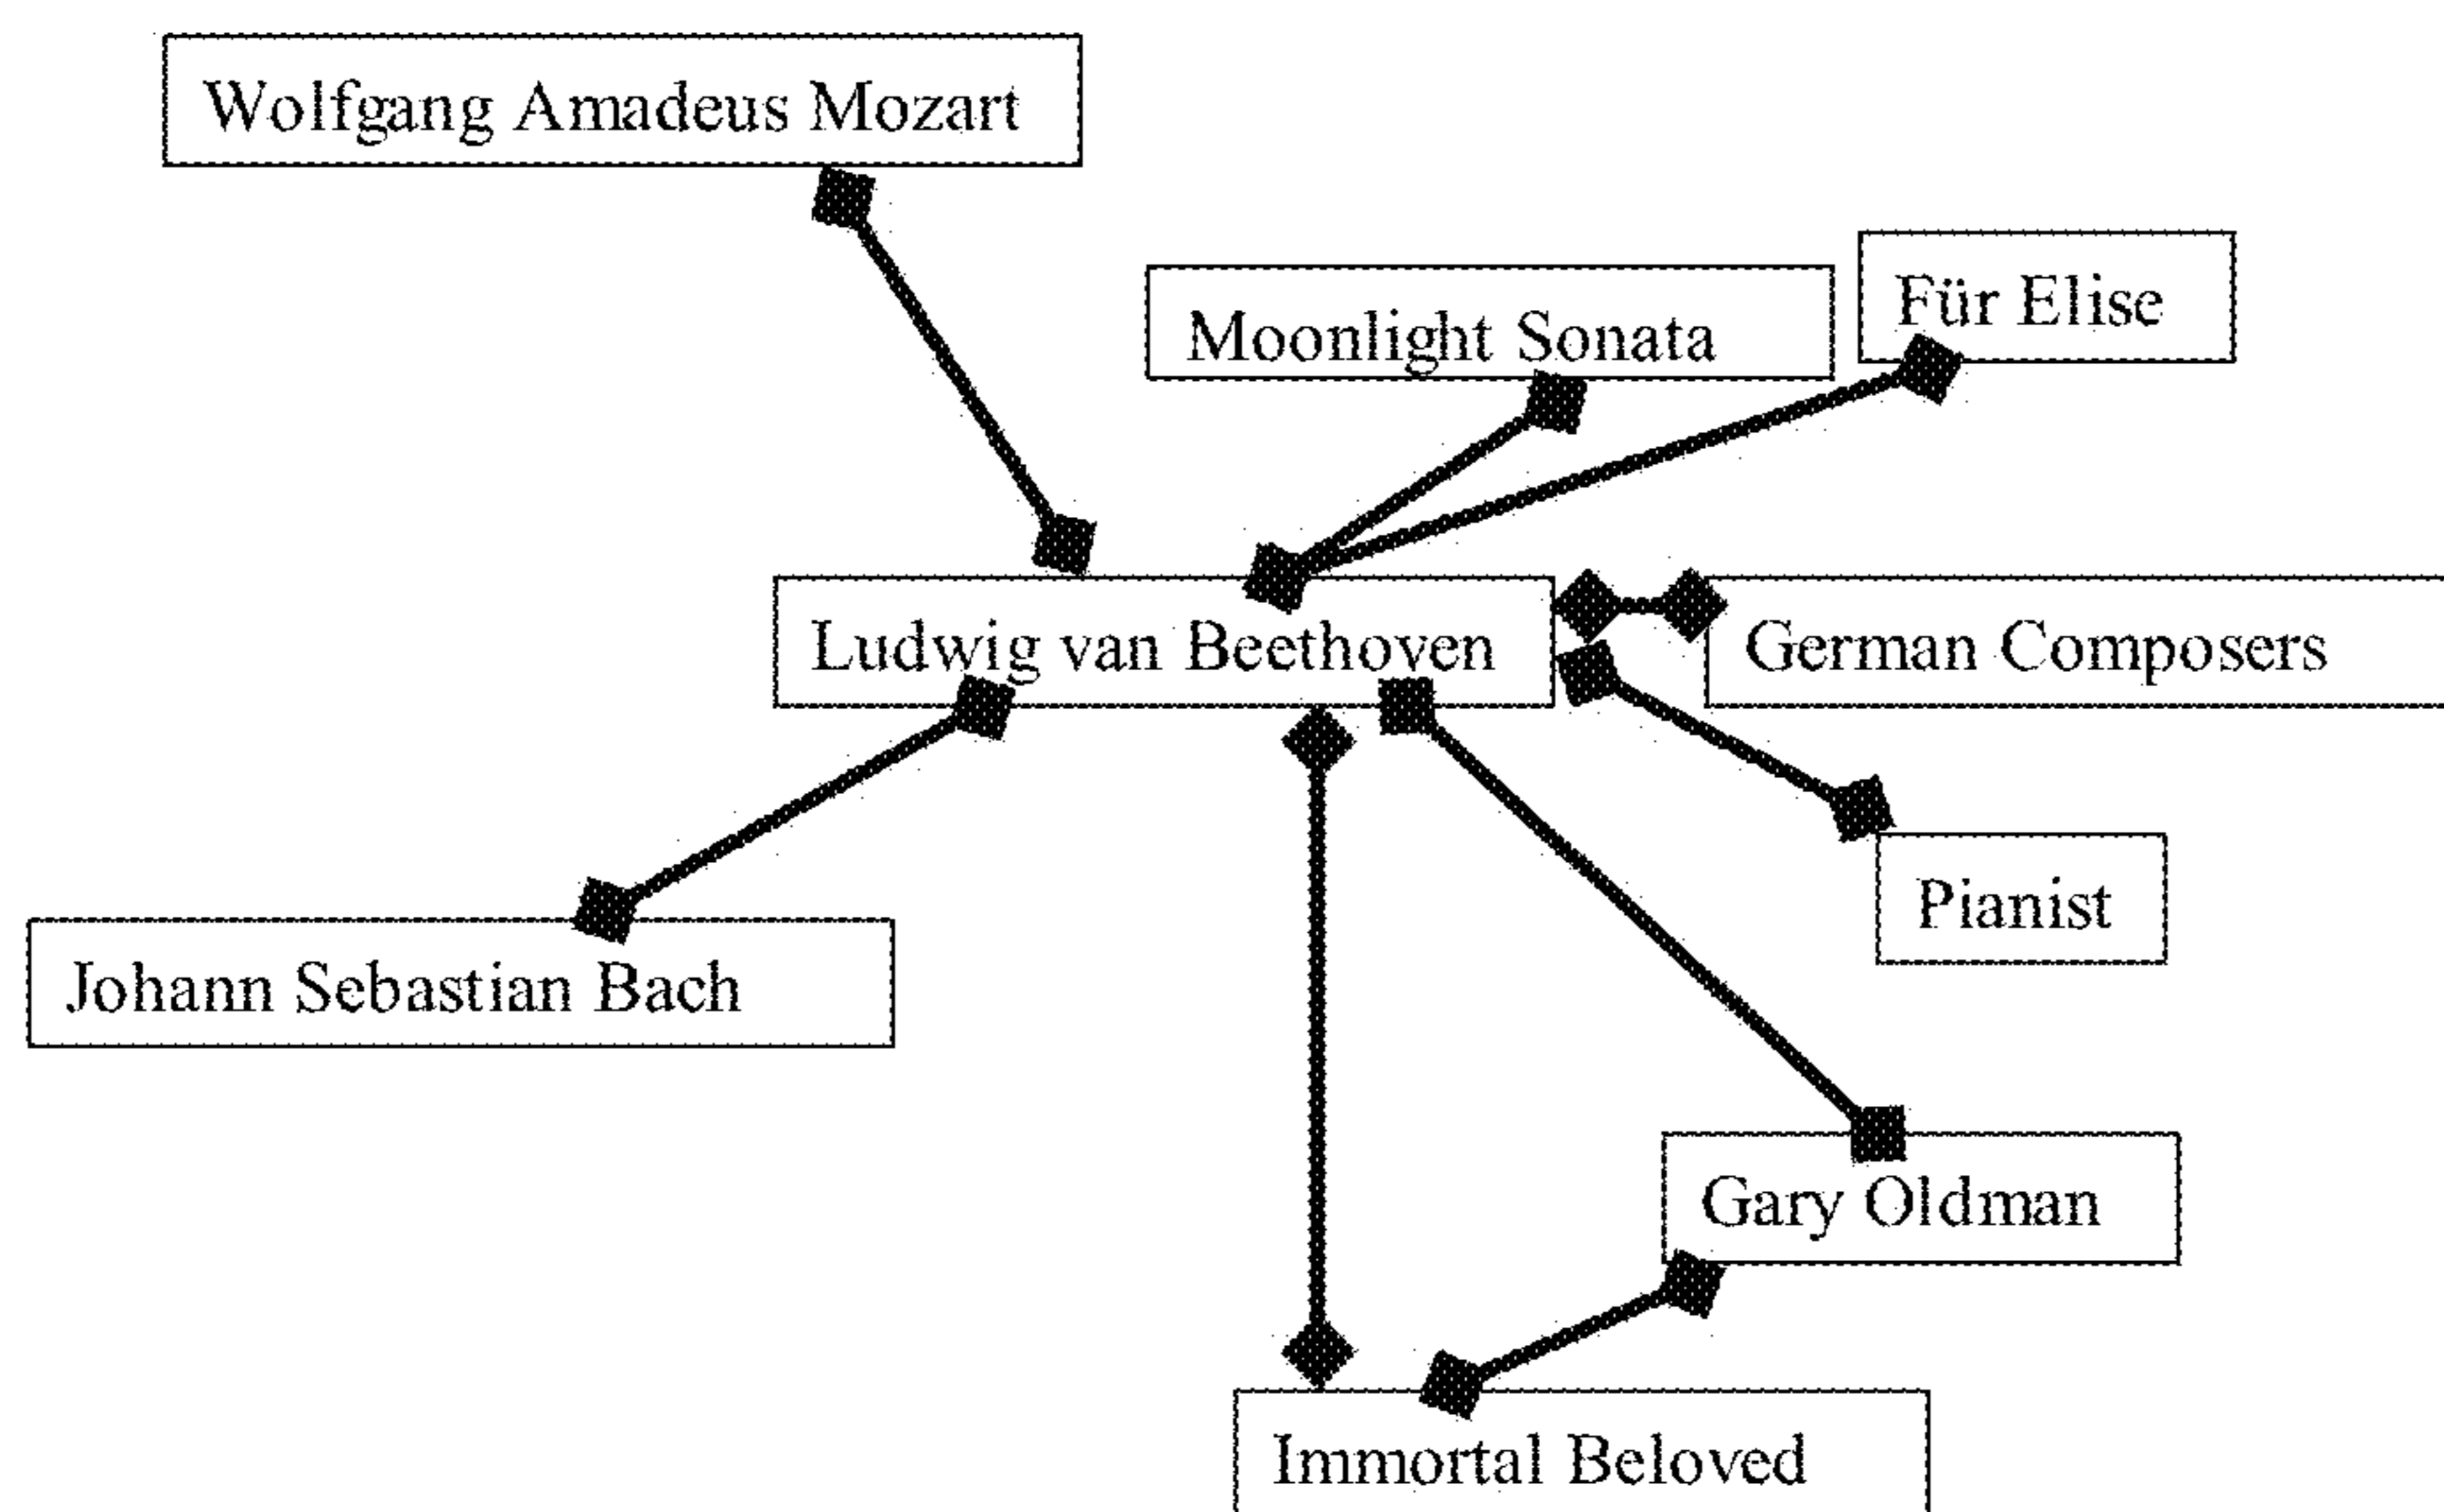 Wolfgang Amadeus Mozart
Für Elise
Moonlight Sonata
Ludwig van Beethoven
German Composers
Pianist
Johann Sebastian Bach
Gary Oldman
Immortal Beloved